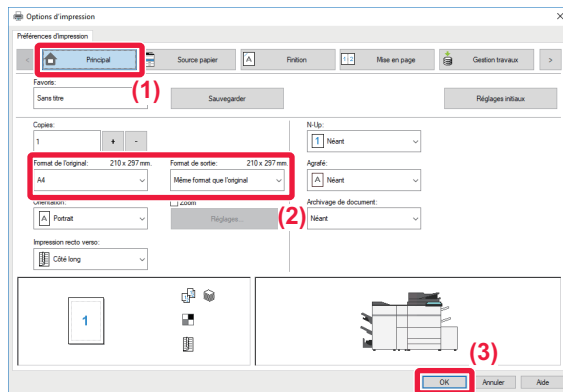 Options d'impression
Préférences d'impression
< Principal Source papier A Finition 1 2 Mise en page Gestion travaux >
(1)
Favoris:
Sans titre Sauvegarder Réglages initiaux
Copies: N-Up:
1 + - 1 Néant
Format de l'original: 210 x 297 mm. Format de sortie: 210 x 297 mm. Agrafé:
A4 Même format que l'original A Néant
Orientation: Zoom Archivage de document:
A Portrait Réglages... (2) Néant
Impression recto verso:
Côté long
1
(3)
OK Annuler Aide